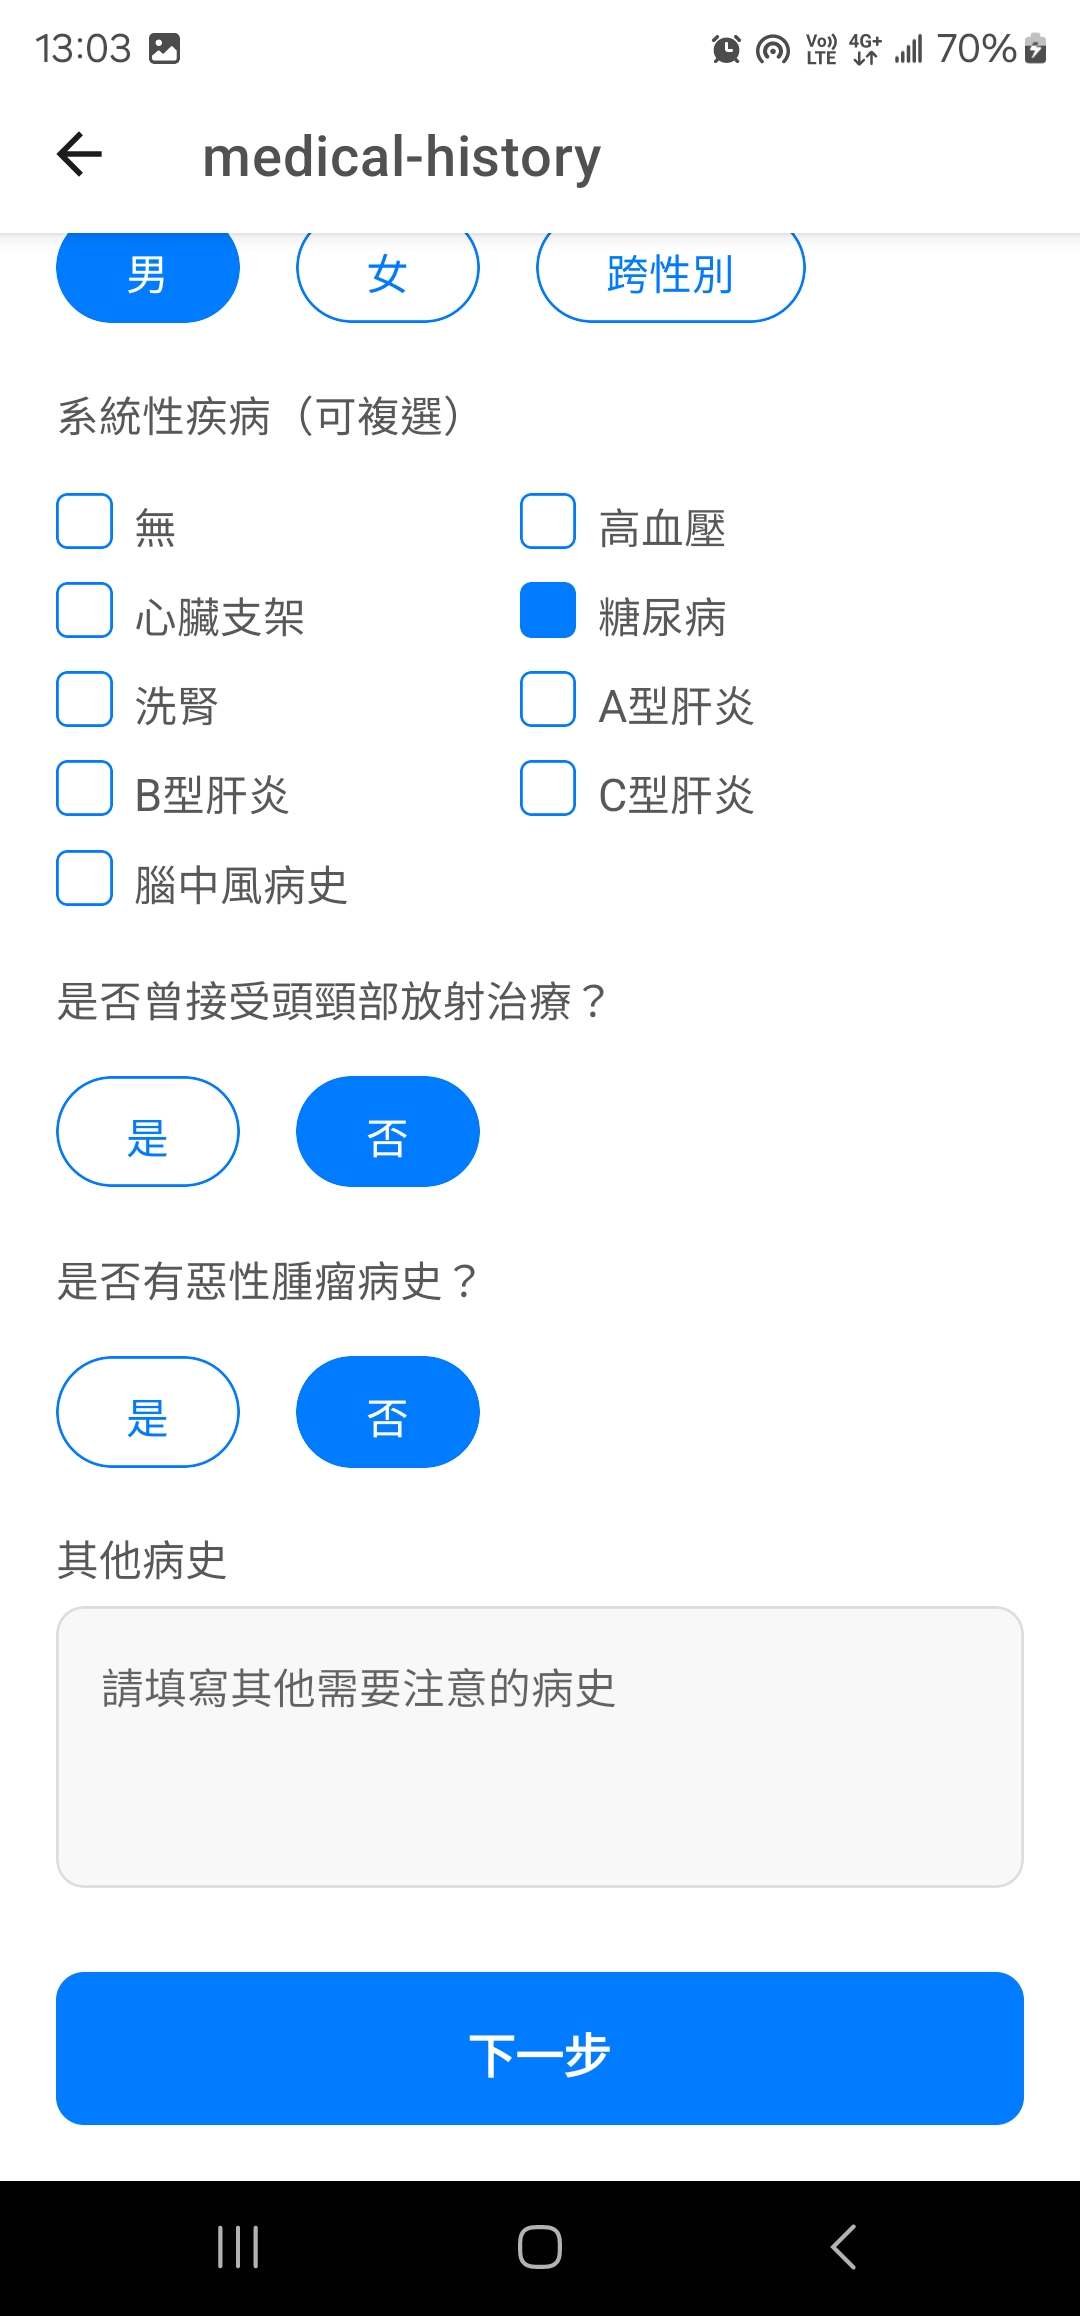 13:03 Vo)) LTE 4G+ 70%
medical-history
男 女 跨性別
系統性疾病（可複選）
無 高血壓
心臟支架 糖尿病
洗腎 A型肝炎
B型肝炎 C型肝炎
腦中風病史
是否曾接受頭頸部放射治療？
是 否
是否有惡性腫瘤病史？
是 否
其他病史
請填寫其他需要注意的病史
下一步